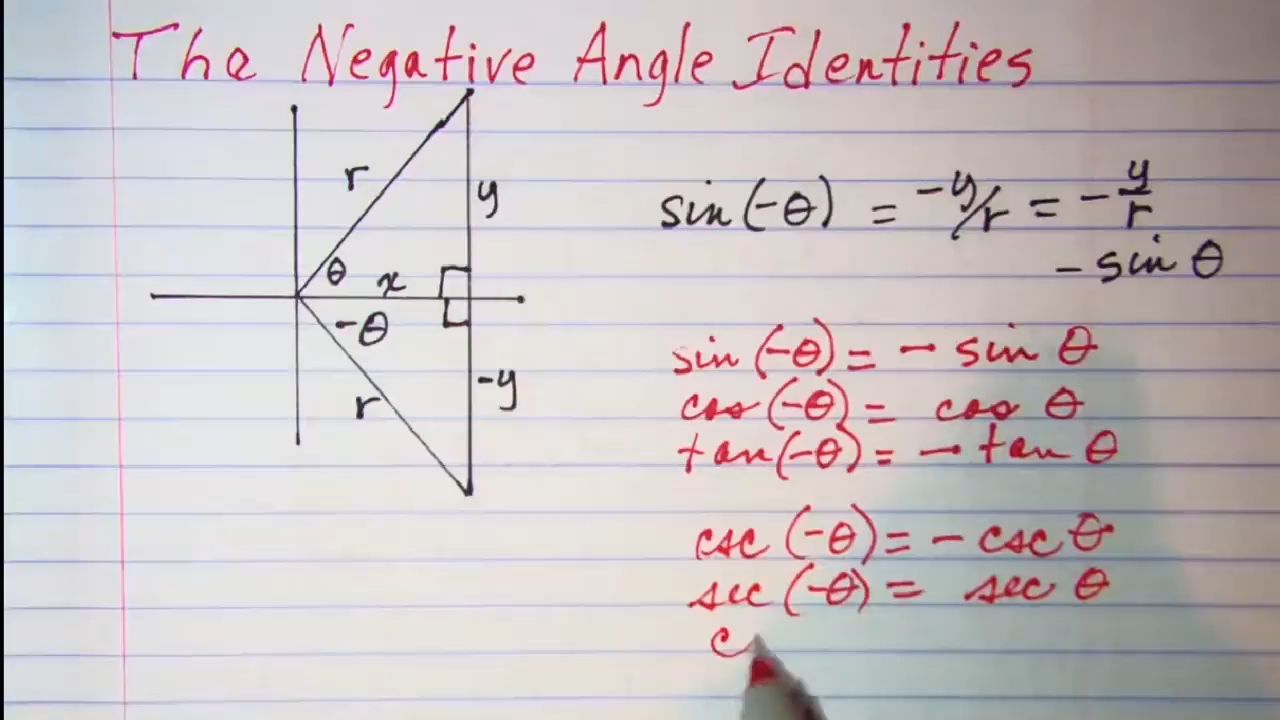 The Negative Angle Identities
r
y
θ
x
-θ
r
-y
sin(-θ) = -y/r = - y/r
- sin θ
sin(-θ) = - sin θ
cos(-θ) = cos θ
tan(-θ) = - tan θ
csc(-θ) = - csc θ
sec(-θ) = sec θ
c